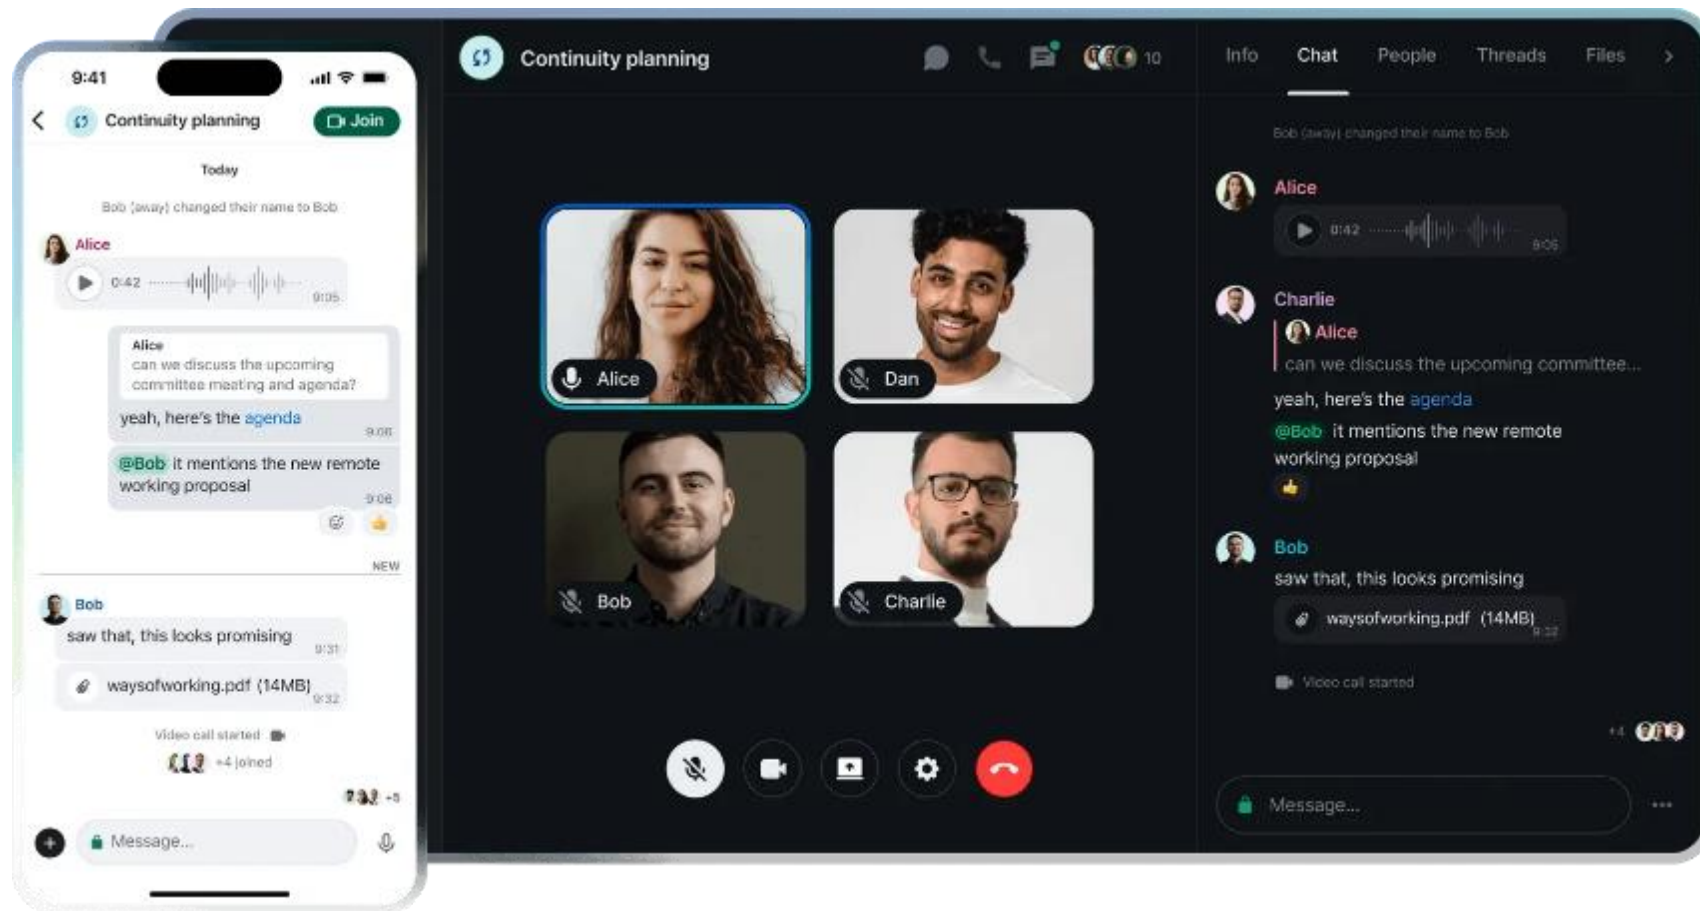 9:41
Continuity planning
Join
Today
Bob (away) changed their name to Bob
Alice
0:42
9:05
Alice
can we discuss the upcoming
committee meeting and agenda?
yeah, here's the agenda
9:06
@Bob it mentions the new remote
working proposal
9:06
NEW
Bob
saw that, this looks promising
9:31
waysofworking.pdf (14MB)
9:32
Video call started
+4 joined
+5
Message...
Continuity planning
10
Alice
Dan
Bob
Charlie
Info Chat People Threads Files
Bob (away) changed their name to Bob
Alice
0:42
9:05
Charlie
Alice
can we discuss the upcoming committee...
yeah, here's the agenda
@Bob it mentions the new remote
working proposal
Bob
saw that, this looks promising
waysofworking.pdf (14MB)
9:32
Video call started
+4
Message...